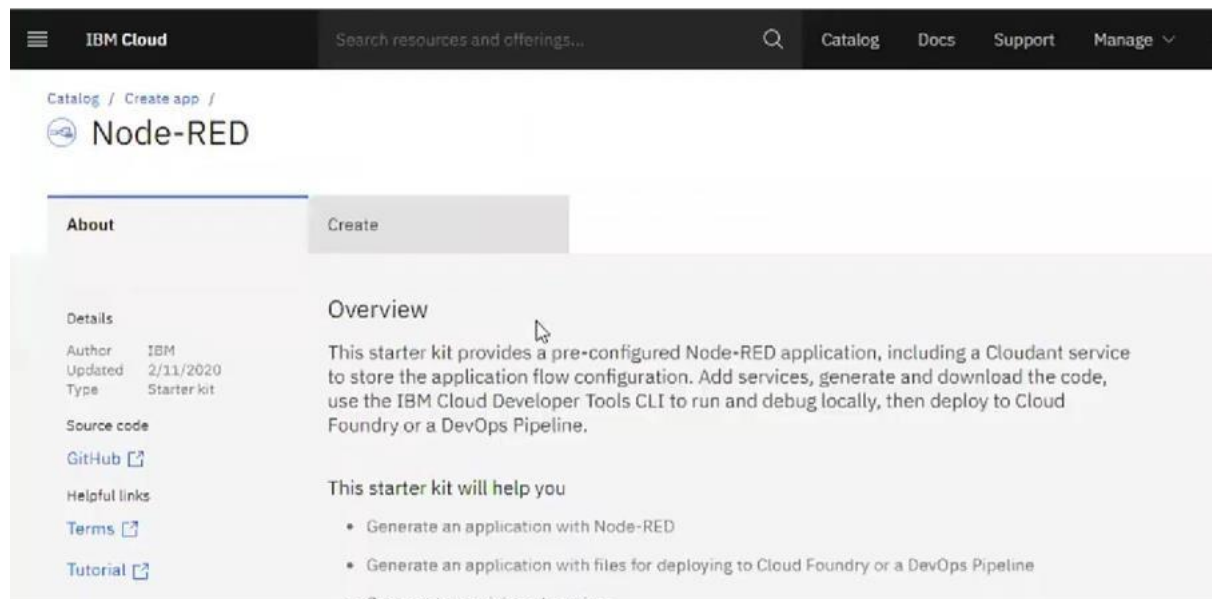 IBM Cloud
Search resources and offerings...
Catalog
Docs
Support
Manage
Catalog / Create app /
Node-RED
About
Create
Details
Author IBM
Updated 2/11/2020
Type Starter kit
Source code
GitHub
Helpful links
Terms
Tutorial
Overview
This starter kit provides a pre-configured Node-RED application, including a Cloudant service
to store the application flow configuration. Add services, generate and download the code,
use the IBM Cloud Developer Tools CLI to run and debug locally, then deploy to Cloud
Foundry or a DevOps Pipeline.
This starter kit will help you
• Generate an application with Node-RED
• Generate an application with files for deploying to Cloud Foundry or a DevOps Pipeline